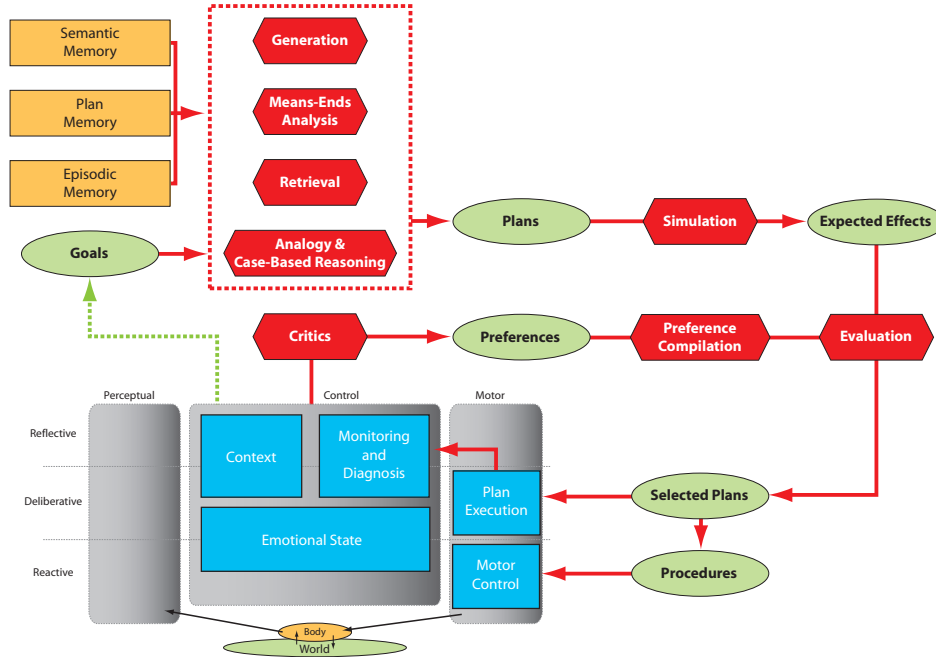 Semantic
Memory
Plan
Memory
Episodic
Memory
Generation
Means-Ends
Analysis
Retrieval
Analogy &
Case-Based Reasoning
Goals
Plans
Simulation
Expected Effects
Critics
Preferences
Preference
Compilation
Evaluation
Perceptual
Control
Motor
Reflective
Deliberative
Reactive
Context
Monitoring
and
Diagnosis
Emotional State
Plan
Execution
Motor
Control
Selected Plans
Procedures
Body
World